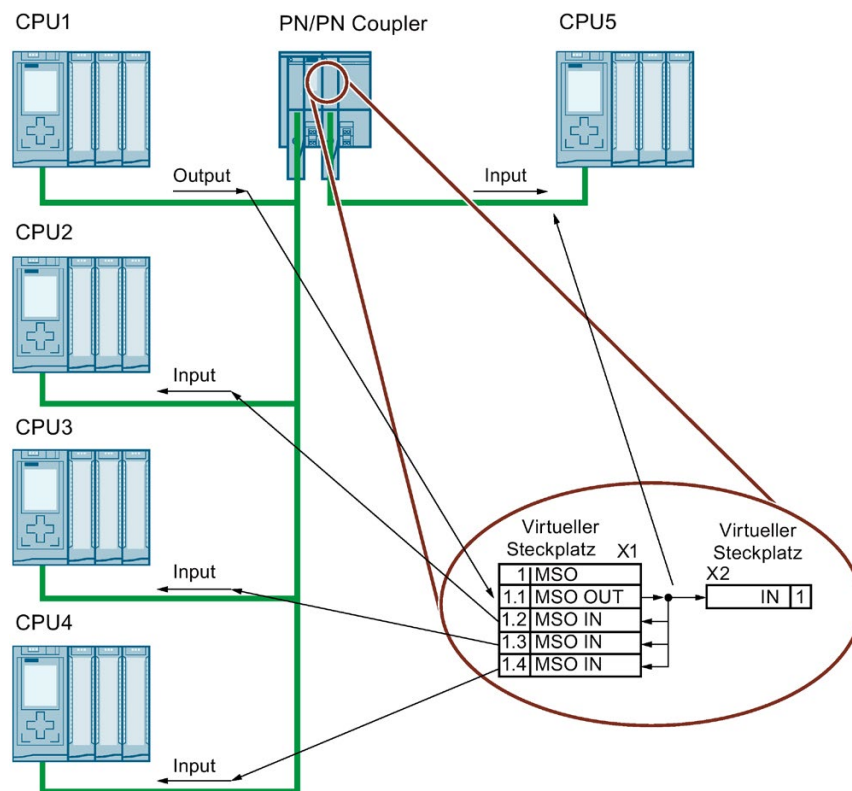 CPU1
PN/PN Coupler
CPU5
Output
Input
CPU2
Input
CPU3
Input
CPU4
Input
Virtueller
Steckplatz X1
1 MSO
1.1 MSO OUT
1.2 MSO IN
1.3 MSO IN
1.4 MSO IN
Virtueller
Steckplatz
X2
IN 1